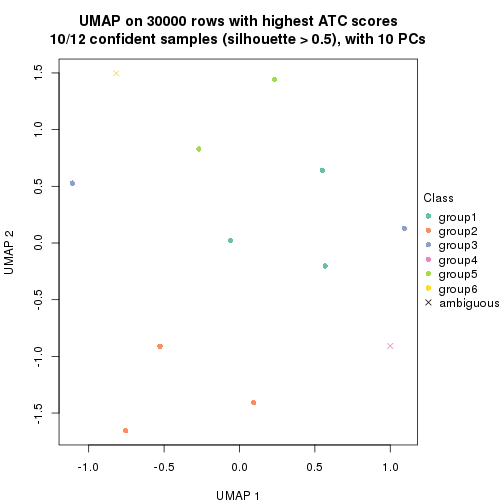 UMAP on 30000 rows with highest ATC scores
10/12 confident samples (silhouette > 0.5), with 10 PCs
1.5
1.0
0.5
0.0
-0.5
-1.0
-1.5
UMAP 2
-1.0
-0.5
0.0
0.5
1.0
UMAP 1
Class
group1
group2
group3
group4
group5
group6
ambiguous